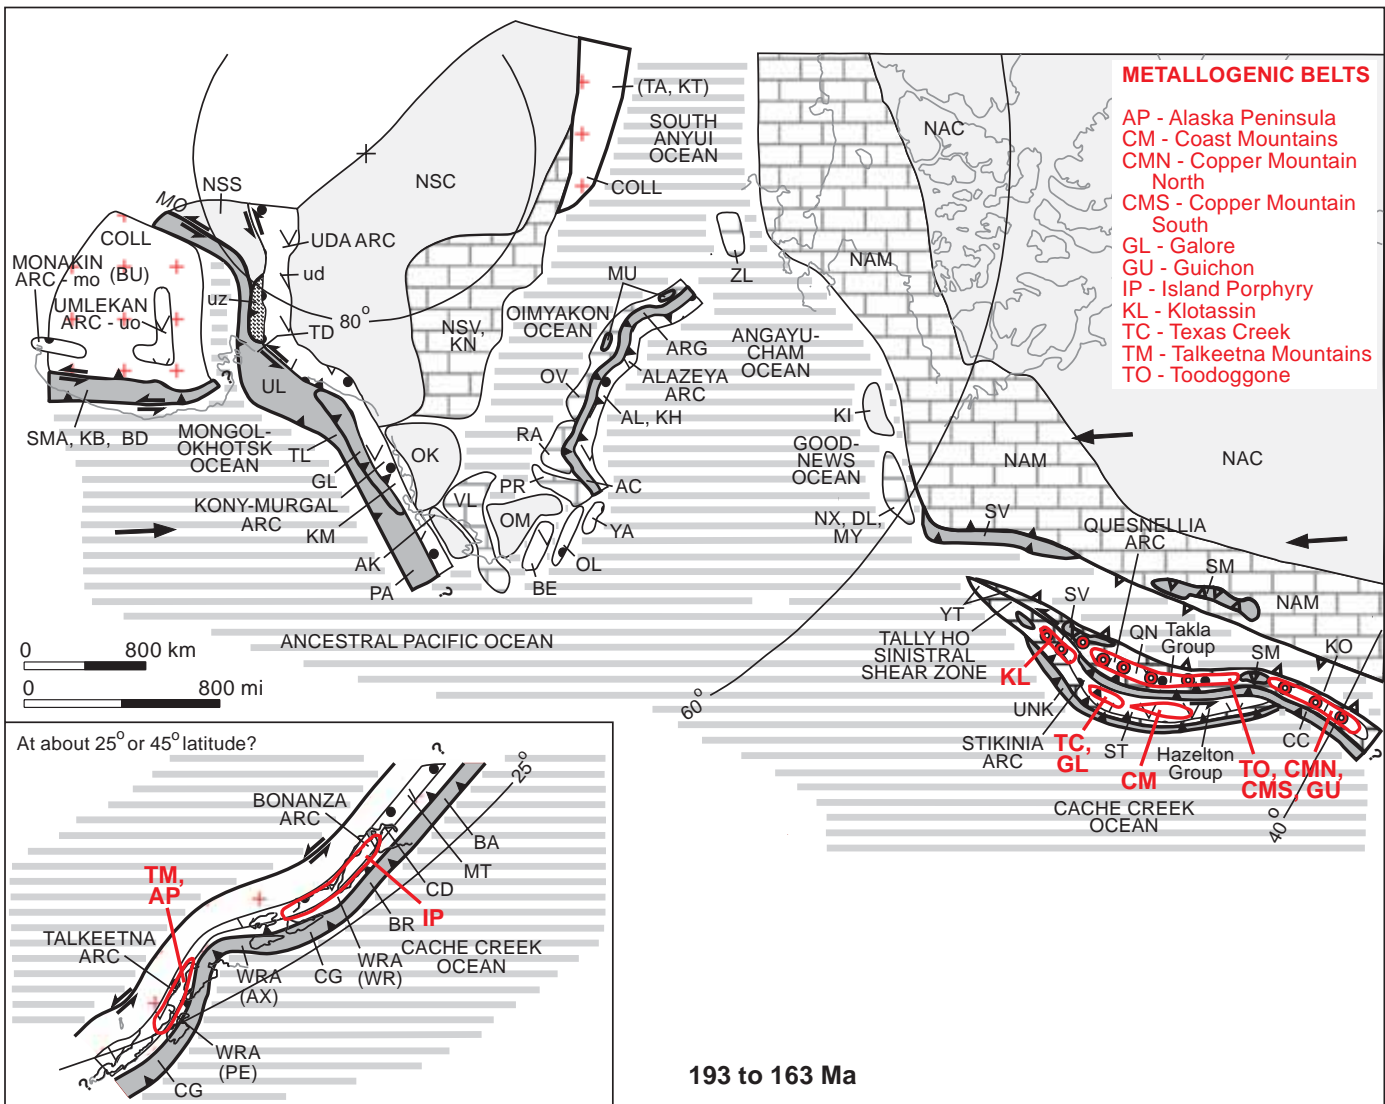 METALLOGENIC BELTS
AP - Alaska Peninsula
CM - Coast Mountains
CMN - Copper Mountain
North
CMS - Copper Mountain
South
GL - Galore
GU - Guichon
IP - Island Porphyry
KL - Klotassin
TC - Texas Creek
TM - Talkeetna Mountains
TO - Toodoggone
(TA, KT)
SOUTH
ANYUI
OCEAN
COLL
NAC
NSC
NSS
MO
COLL
UDA ARC
MONAKIN
ARC - mo
(BU)
ud
UMLEKAN
ARC - uo
uz
80°
TD
NSV,
KN
MU
OIMYAKON
OCEAN
ZL
NAM
ARG
ANGAYU-
CHAM
OCEAN
ALAZEYA
ARC
OV
AL, KH
KI
?
UL
SMA, KB, BD
MONGOL-
OKHOTSK
OCEAN
TL
GL
KONY-MURGAL
ARC
KM
OK
RA
PR
AC
VL
OM
YA
GOOD-
NEWS
OCEAN
NX, DL,
MY
NAM
NAC
SV
QUESNELLIA
ARC
AK
PA
?
BE
OL
SM
NAM
YT
SV
TALLY HO
SINISTRAL
SHEAR ZONE
QN
Takla
Group
SM
KO
KL
ANCESTRAL PACIFIC OCEAN
0 800 km
0 800 mi
60°
UNK
STIKINIA
ARC
TC,
GL
ST
CM
Hazelton
Group
TO, CMN,
CMS, GU
CC
?
40°
CACHE CREEK
OCEAN
At about 25° or 45° latitude?
?
25°
BONANZA
ARC
BA
MT
CD
TM,
AP
BR
IP
TALKEETNA
ARC
WRA
(AX)
CG
WRA
(WR)
CACHE CREEK
OCEAN
WRA
(PE)
?
CG
193 to 163 Ma